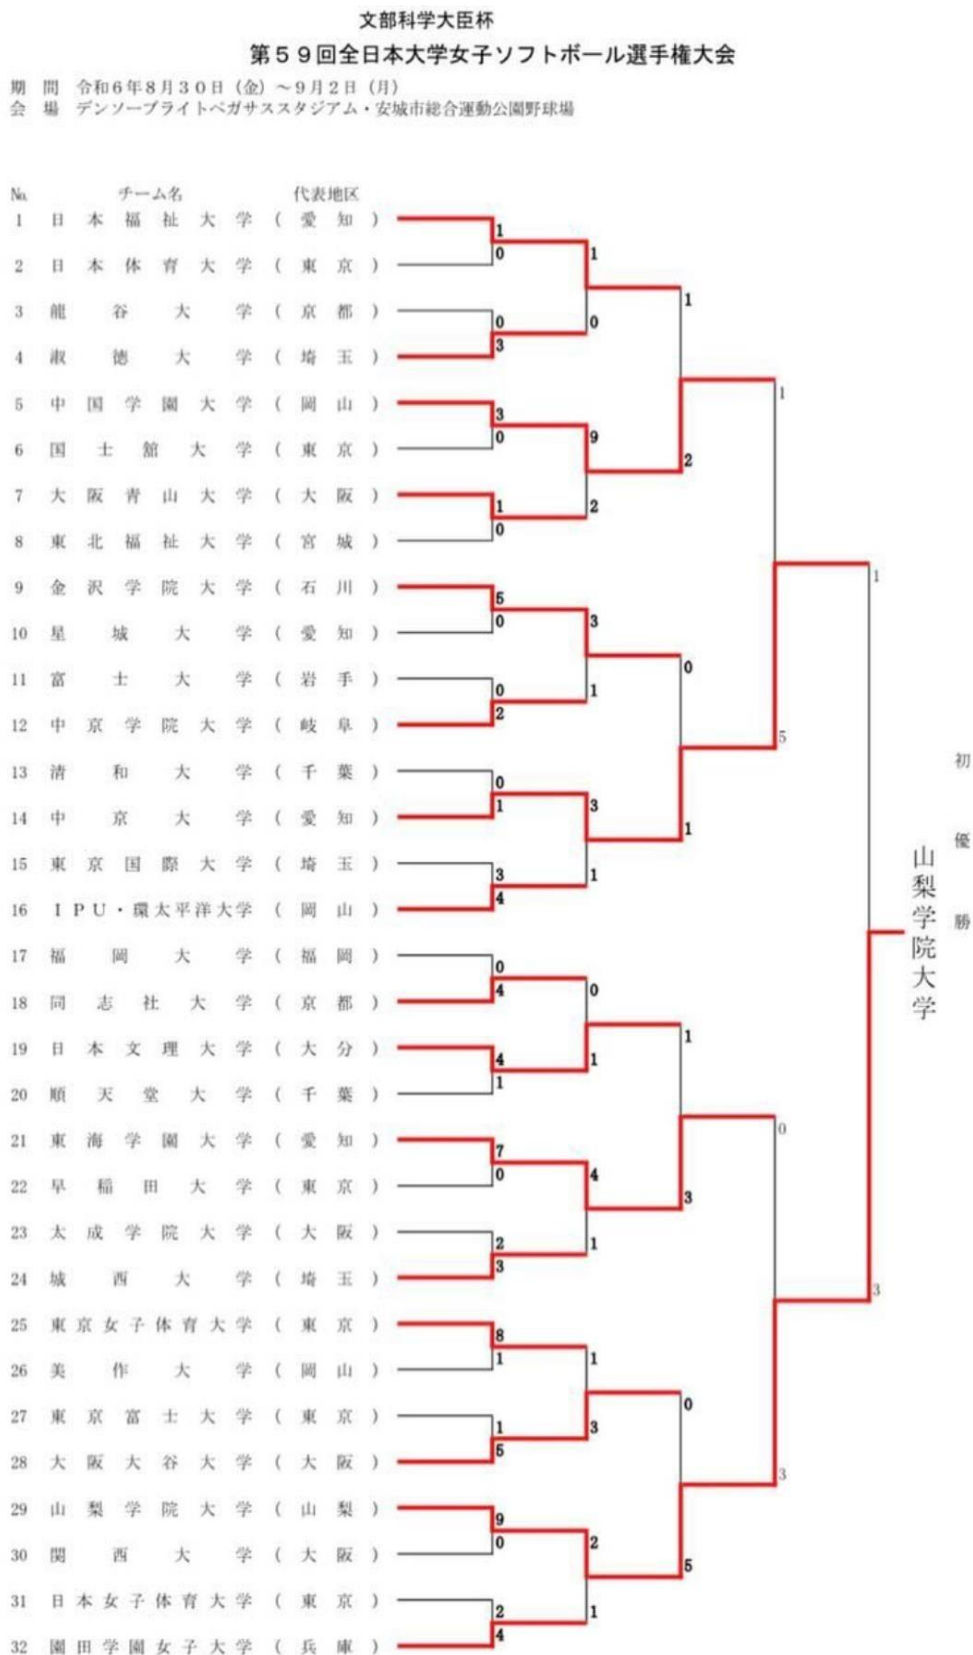 文部科学大臣杯
第５９回全日本大学女子ソフトボール選手権大会
期　間　令和６年８月３０日（金）～９月２日（月）
会　場　デンソーブライトペガサススタジアム・安城市総合運動公園野球場
№　チーム名　代表地区
1　日本福祉大学（愛知）
2　日本体育大学（東京）
3　龍谷大学（京都）
4　淑徳大学（埼玉）
5　中国学園大学（岡山）
6　国士舘大学（東京）
7　大阪青山大学（大阪）
8　東北福祉大学（宮城）
9　金沢学院大学（石川）
10　星城大学（愛知）
11　富士大学（岩手）
12　中京学院大学（岐阜）
13　清和大学（千葉）
14　中京大学（愛知）
15　東京国際大学（埼玉）
16　ＩＰＵ・環太平洋大学（岡山）
17　福岡大学（福岡）
18　同志社大学（京都）
19　日本文理大学（大分）
20　順天堂大学（千葉）
21　東海学園大学（愛知）
22　早稲田大学（東京）
23　太成学院大学（大阪）
24　城西大学（埼玉）
25　東京女子体育大学（東京）
26　美作大学（岡山）
27　東京富士大学（東京）
28　大阪大谷大学（大阪）
29　山梨学院大学（山梨）
30　関西大学（大阪）
31　日本女子体育大学（東京）
32　園田学園女子大学（兵庫）
1
0
0
3
3
0
1
0
5
0
0
2
0
1
3
4
0
4
4
1
7
0
2
3
8
1
1
5
9
0
2
4
1
0
9
2
3
1
3
1
0
1
4
1
1
3
2
1
1
2
0
1
1
3
0
5
1
5
0
3
1
3
山梨学院大学
初優勝